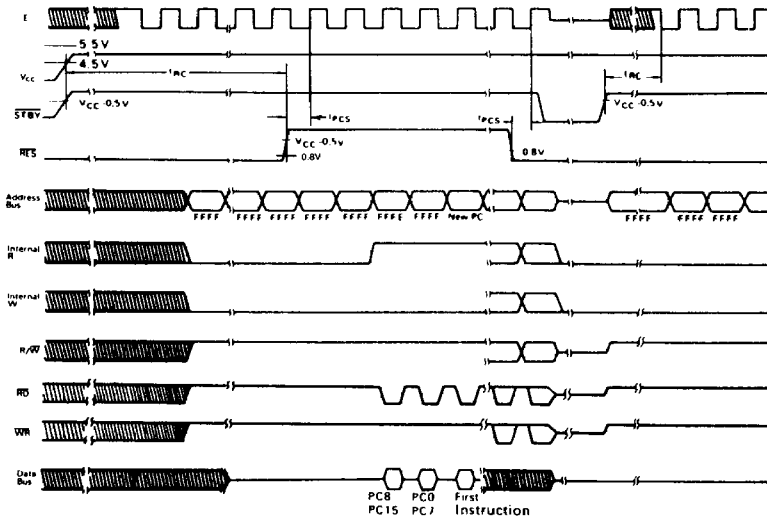 E
5.5V
4.5V
VCC
tRC
tRC
VCC-0.5V
VCC-0.5V
STBY
tPCS
tPCS
VCC-0.5V
0.8V
0.8V
RES
Address
Bus
FFFF FFFF FFFF FFFF FFFF FFFE FFFF New PC FFFF FFFF FFFF
Internal
R
Internal
W
R/W
RD
WR
Data
Bus
PC8 PC0 First
PC15 PC7 Instruction